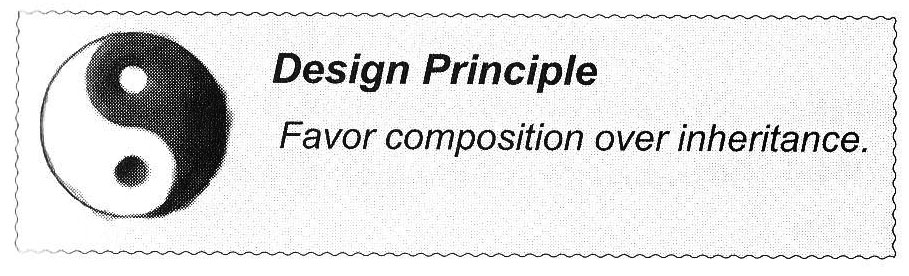 Design Principle
Favor composition over inheritance.